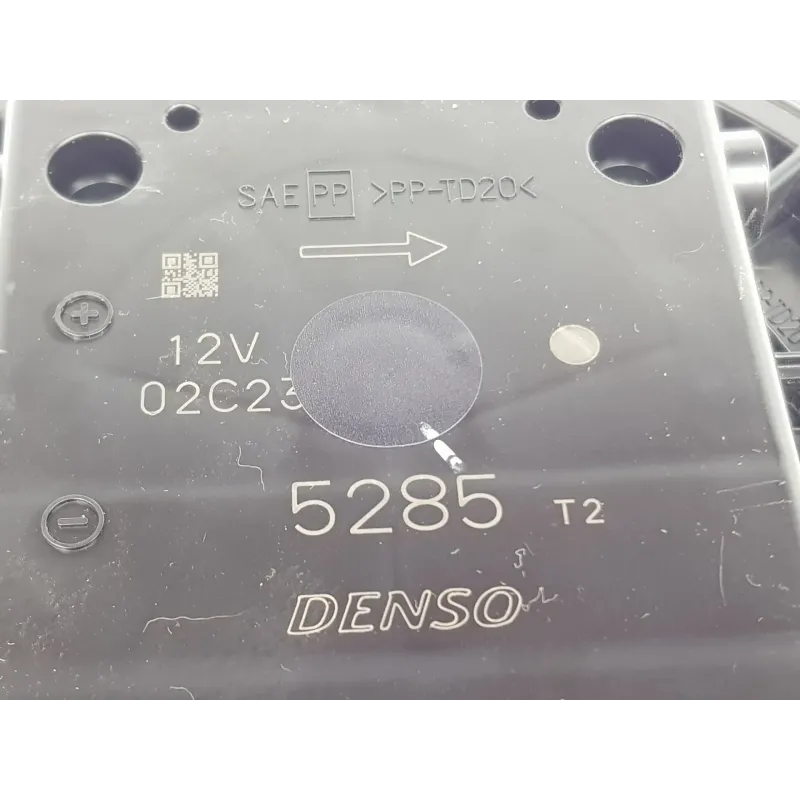 SAE PP >PP-TD20<
+
12V
02C23
5285 T2
DENSO